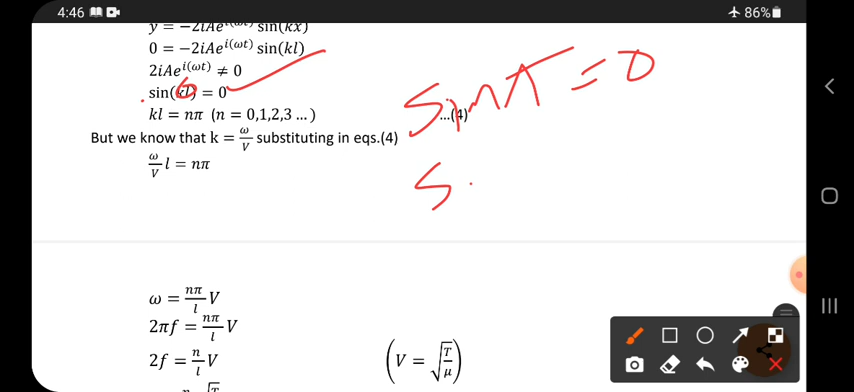 4:46 86%
y = −2iAe^{i(ωt)} sin(kx)
0 = −2iAe^{i(ωt)} sin(kl)
2iAe^{i(ωt)} ≠ 0
sin(kl) = 0
sin π = 0
kl = nπ (n = 0,1,2,3 ...) ...(4)
But we know that k = ω/V substituting in eqs.(4)
S
ω/V l = nπ
ω = nπ/l V
2πf = nπ/l V
2f = n/l V (V = √(T/μ))